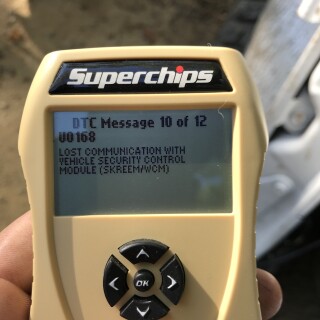 Superchips
DTC Message 10 of 12
U0168
LOST COMMUNICATION WITH
VEHICLE SECURITY CONTROL
MODULE (SKREEM/WCM)
OK